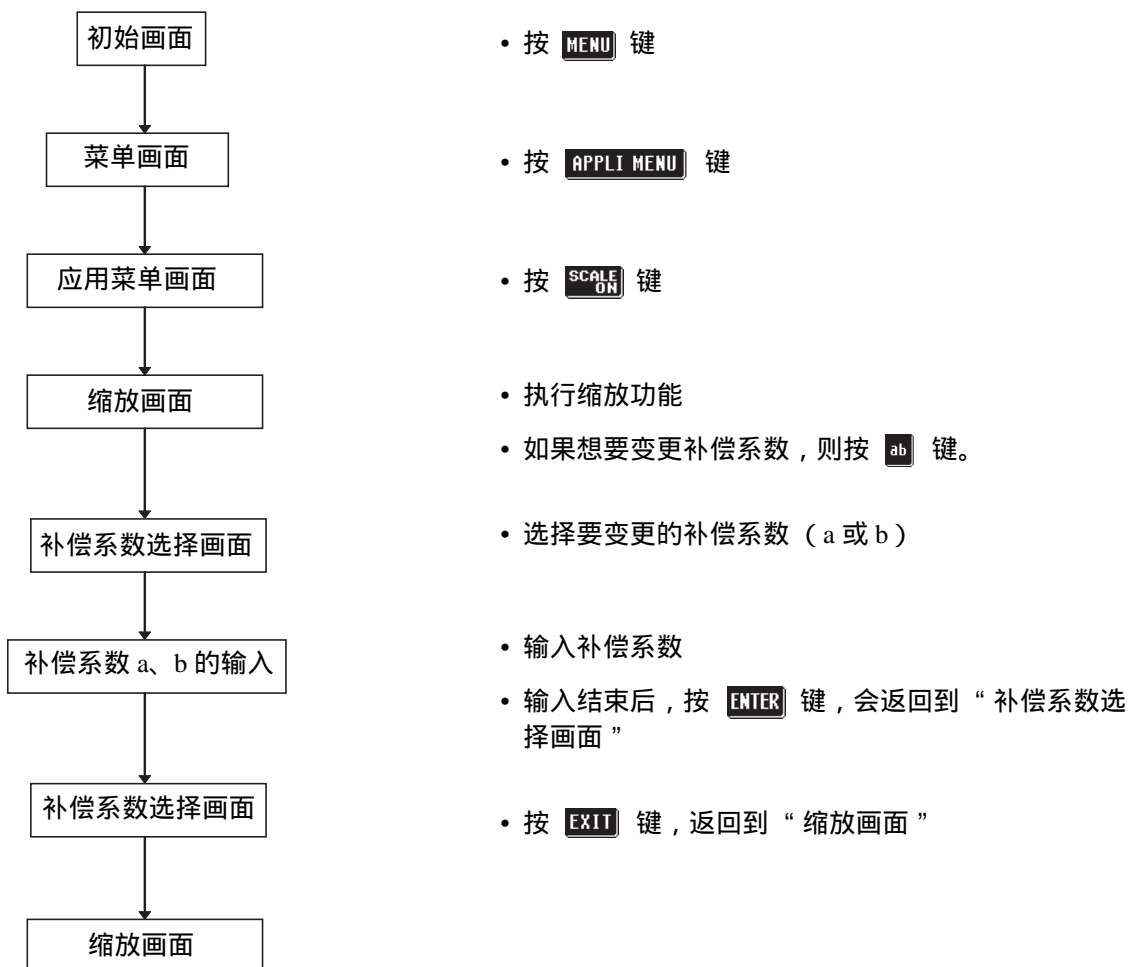 初始画面
• 按 MENU 键
菜单画面
• 按 APPLI MENU 键
应用菜单画面
• 按 SCALE ON 键
缩放画面
• 执行缩放功能
• 如果想要变更补偿系数，则按 ab 键。
补偿系数选择画面
• 选择要变更的补偿系数（a 或 b）
补偿系数 a、b 的输入
• 输入补偿系数
• 输入结束后，按 ENTER 键，会返回到“补偿系数选
择画面”
补偿系数选择画面
• 按 EXIT 键，返回到“缩放画面”
缩放画面